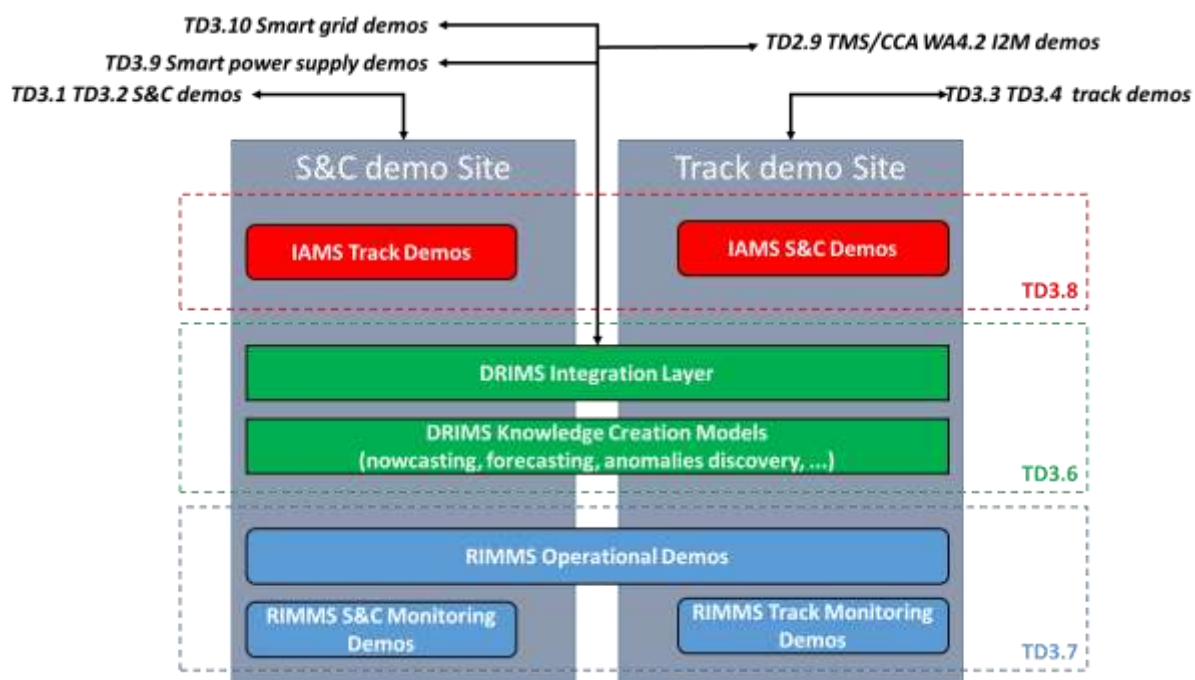 TD3.10 Smart grid demos
TD2.9 TMS/CCA WA4.2 I2M demos
TD3.9 Smart power supply demos
TD3.1 TD3.2 S&C demos
TD3.3 TD3.4 track demos
S&C demo Site
Track demo Site
IAMS Track Demos
IAMS S&C Demos
TD3.8
DRIMS Integration Layer
DRIMS Knowledge Creation Models
(nowcasting, forecasting, anomalies discovery, ...)
TD3.6
RIMMS Operational Demos
RIMMS S&C Monitoring
Demos
RIMMS Track Monitoring
Demos
TD3.7